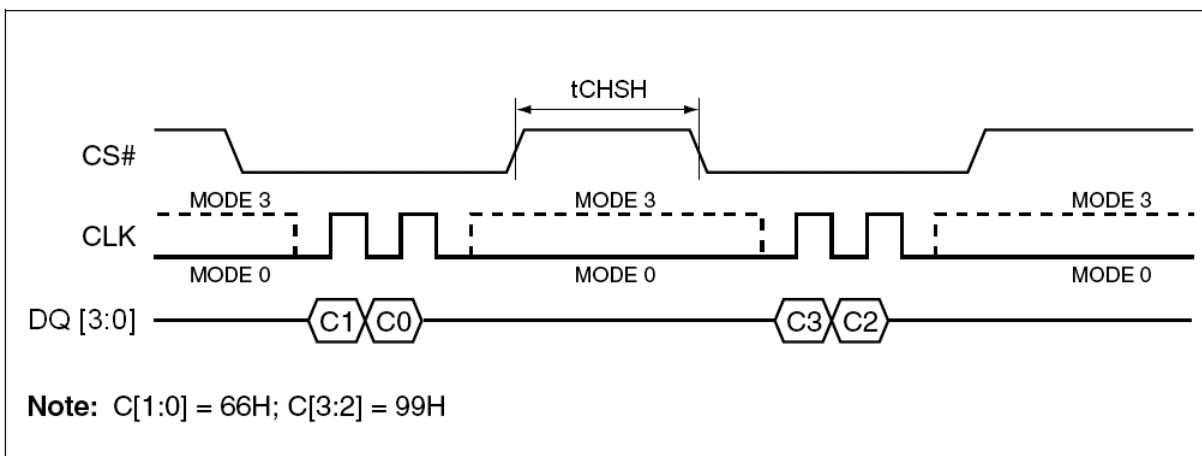 tCHSH
CS#
MODE 3 MODE 3 MODE 3
CLK
MODE 0 MODE 0 MODE 0
DQ [3:0] C1 C0 C3 C2
Note: C[1:0] = 66H; C[3:2] = 99H